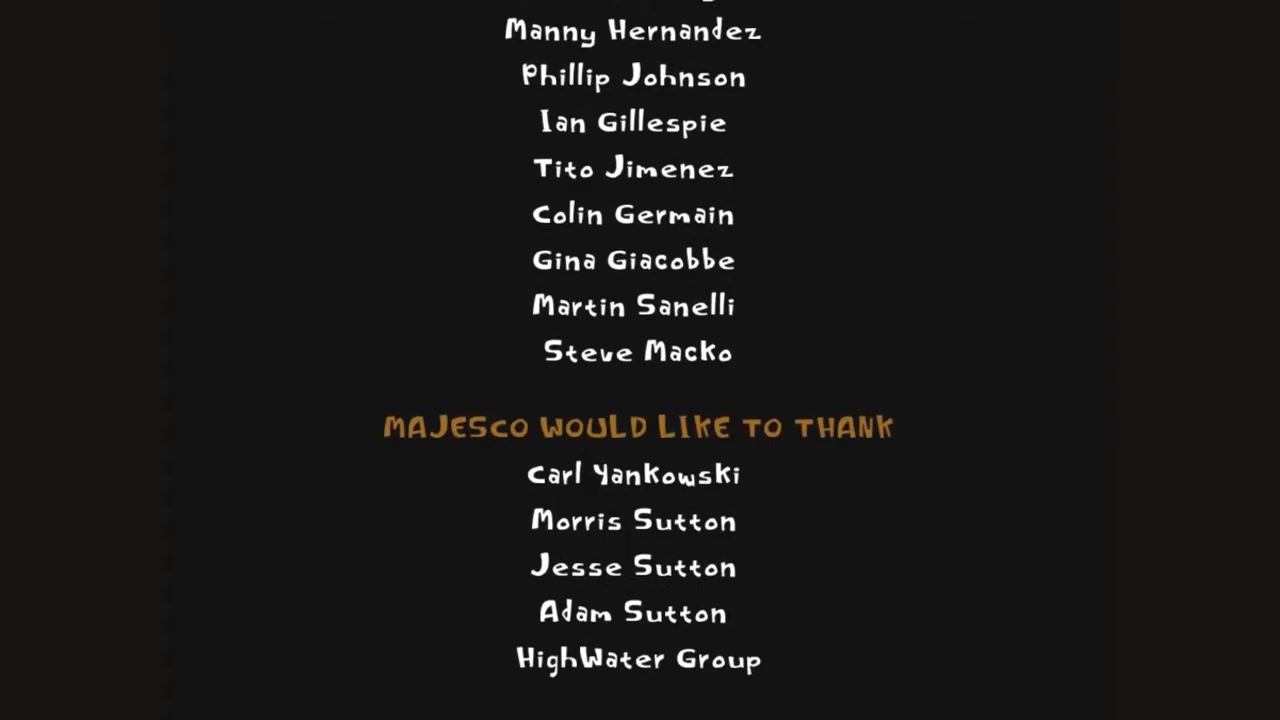 Manny Hernandez
Phillip Johnson
Ian Gillespie
Tito Jimenez
Colin Germain
Gina Giacobbe
Martin Sanelli
Steve Macko
MAJESCO WOULD LIKE TO THANK
Carl Yankowski
Morris Sutton
Jesse Sutton
Adam Sutton
HighWater Group